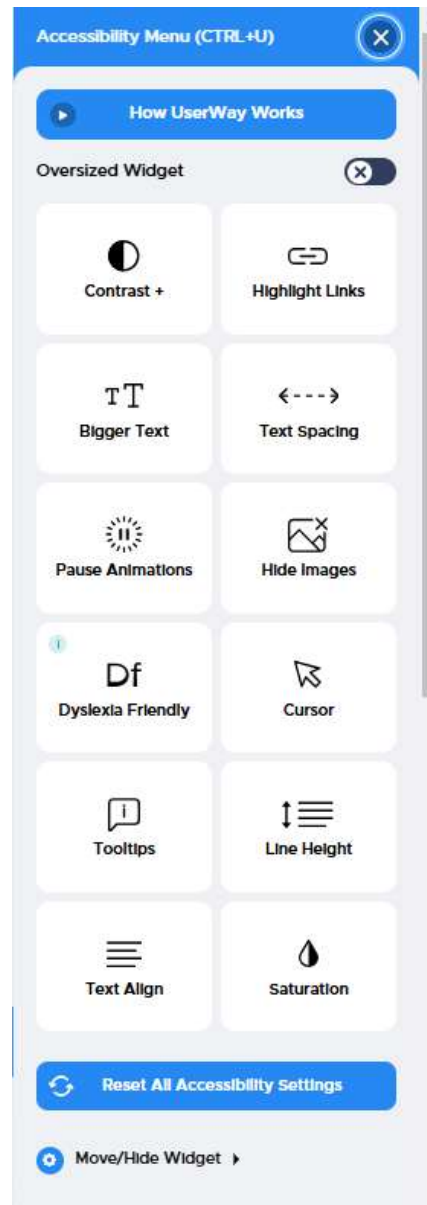 Accessibility Menu (CTRL+U)
How UserWay Works
Oversized Widget
Contrast +
Highlight Links
TT
Bigger Text
Text Spacing
Pause Animations
Hide Images
i
Df
Dyslexia Friendly
Cursor
i
Tooltips
Line Height
Text Align
Saturation
Reset All Accessibility Settings
Move/Hide Widget